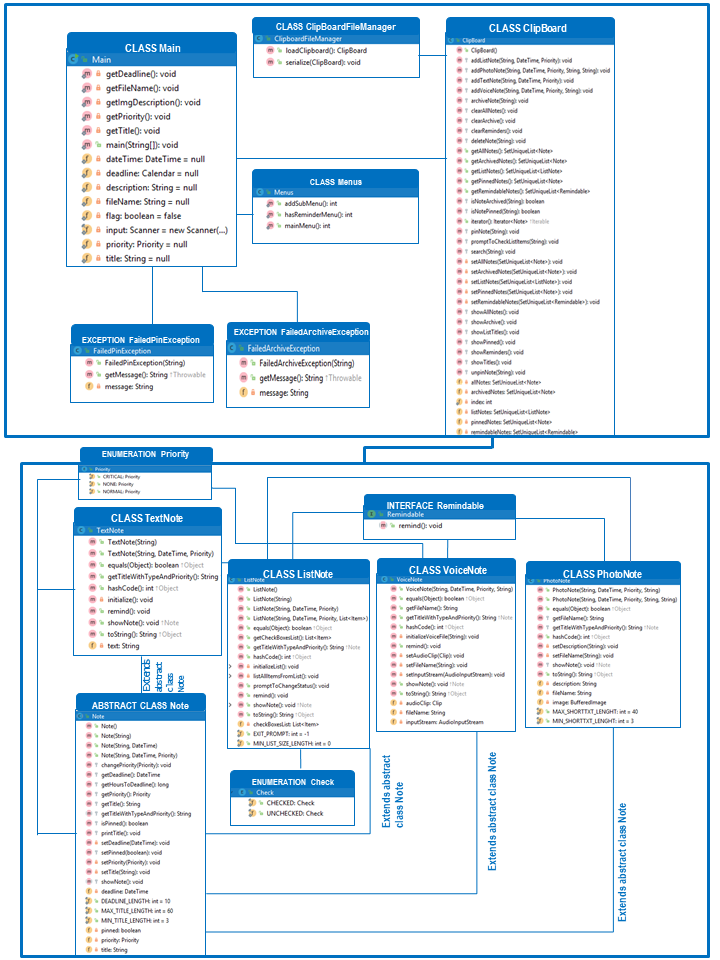 CLASS Main
Main
getDeadline(): void
getFileName(): void
getImgDescription(): void
getPriority(): void
getTitle(): void
main(String[]): void
dateTime: DateTime = null
deadline: Calendar = null
description: String = null
fileName: String = null
flag: boolean = false
input: Scanner = new Scanner(...)
priority: Priority = null
title: String = null
CLASS ClipBoardFileManager
ClipboardFileManager
loadClipboard(): ClipBoard
serialize(ClipBoard): void
CLASS Menus
Menus
addSubMenu(): int
hasReminderMenu(): int
mainMenu(): int
CLASS ClipBoard
ClipBoard
ClipBoard()
addListNote(String, DateTime, Priority): void
addPhotoNote(String, DateTime, Priority, String, String): void
addTextNote(String, DateTime, Priority): void
addVoiceNote(String, DateTime, Priority, String): void
archiveNote(String): void
clearAllNotes(): void
clearArchive(): void
clearReminders(): void
deleteNote(String): void
getAllNotes(): SetUniqueList<Note>
getArchivedNotes(): SetUniqueList<Note>
getListNotes(): SetUniqueList<ListNote>
getPinnedNotes(): SetUniqueList<Note>
getRemindableNotes(): SetUniqueList<Remindable>
isNoteArchived(String): boolean
isNotePinned(String): boolean
iterator(): Iterator<Note> ↑Iterable
pinNote(String): void
promptToCheckListItems(String): void
search(String): void
setAllNotes(SetUniqueList<Note>): void
setArchivedNotes(SetUniqueList<Note>): void
setListNotes(SetUniqueList<ListNote>): void
setPinnedNotes(SetUniqueList<Note>): void
setRemindableNotes(SetUniqueList<Remindable>): void
showAllNotes(): void
showArchive(): void
showListTitles(): void
showPinned(): void
showReminders(): void
showTitles(): void
unpinNote(String): void
allNotes: SetUniqueList<Note>
archivedNotes: SetUniqueList<Note>
index: int
listNotes: SetUniqueList<ListNote>
pinnedNotes: SetUniqueList<Note>
remindableNotes: SetUniqueList<Remindable>
EXCEPTION FailedPinException
FailedPinException
FailedPinException(String)
getMessage(): String ↑Throwable
message: String
EXCEPTION FailedArchiveException
FailedArchiveException
FailedArchiveException(String)
getMessage(): String ↑Throwable
message: String
ENUMERATION Priority
Priority
CRITICAL: Priority
NONE: Priority
NORMAL: Priority
INTERFACE Remindable
Remindable
remind(): void
CLASS TextNote
TextNote
TextNote(String)
TextNote(String, DateTime, Priority)
equals(Object): boolean ↑Object
getTitleWithTypeAndPriority(): String
hashCode(): int ↑Object
initialize(): void
remind(): void
showNote(): void ↑Note
toString(): String ↑Object
text: String
Extends abstract class Note
CLASS ListNote
ListNote
ListNote()
ListNote(String)
ListNote(String, DateTime, Priority)
ListNote(String, DateTime, Priority, List<Item>)
equals(Object): boolean ↑Object
getCheckBoxesList(): List<Item>
getTitleWithTypeAndPriority(): String ↑Note
hashCode(): int ↑Object
initializeList(): void
listAllItemsFromList(): void
promptToChangeStatus(): void
remind(): void
showNote(): void ↑Note
toString(): String ↑Object
checkBoxesList: List<Item>
EXIT_PROMPT: int = -1
MIN_LIST_SIZE_LENGTH: int = 0
CLASS VoiceNote
VoiceNote
VoiceNote(String, DateTime, Priority, String)
equals(Object): boolean ↑Object
getFileName(): String
getTitleWithTypeAndPriority(): String ↑Note
hashCode(): int ↑Object
initializeVoiceFile(String): void
remind(): void
setAudioClip(Clip): void
setFileName(String): void
setInputStream(AudioInputStream): void
showNote(): void ↑Note
toString(): String ↑Object
audioClip: Clip
fileName: String
inputStream: AudioInputStream
CLASS PhotoNote
PhotoNote
PhotoNote(String, DateTime, Priority, String)
PhotoNote(String, DateTime, Priority, String, String)
equals(Object): boolean ↑Object
getFileName(): String
getTitleWithTypeAndPriority(): String ↑Note
hashCode(): int ↑Object
setDescription(String): void
setFileName(String): void
showNote(): void ↑Note
toString(): String ↑Object
description: String
fileName: String
image: BufferedImage
MAX_SHORTTXT_LENGHT: int = 40
MIN_SHORTTXT_LENGHT: int = 3
ABSTRACT CLASS Note
Note
Note()
Note(String)
Note(String, DateTime)
Note(String, DateTime, Priority)
changePriority(Priority): void
getDeadline(): DateTime
getHoursToDeadline(): long
getPriority(): Priority
getTitle(): String
getTitleWithTypeAndPriority(): String
isPinned(): boolean
printTitle(): void
setDeadline(DateTime): void
setPinned(boolean): void
setPriority(Priority): void
setTitle(String): void
showNote(): void
deadline: DateTime
DEADLINE_LENGTH: int = 10
MAX_TITLE_LENGTH: int = 60
MIN_TITLE_LENGTH: int = 3
pinned: boolean
priority: Priority
title: String
ENUMERATION Check
Check
CHECKED: Check
UNCHECKED: Check
Extends abstract
class Note
Extends abstract class Note
Extends abstract class Note